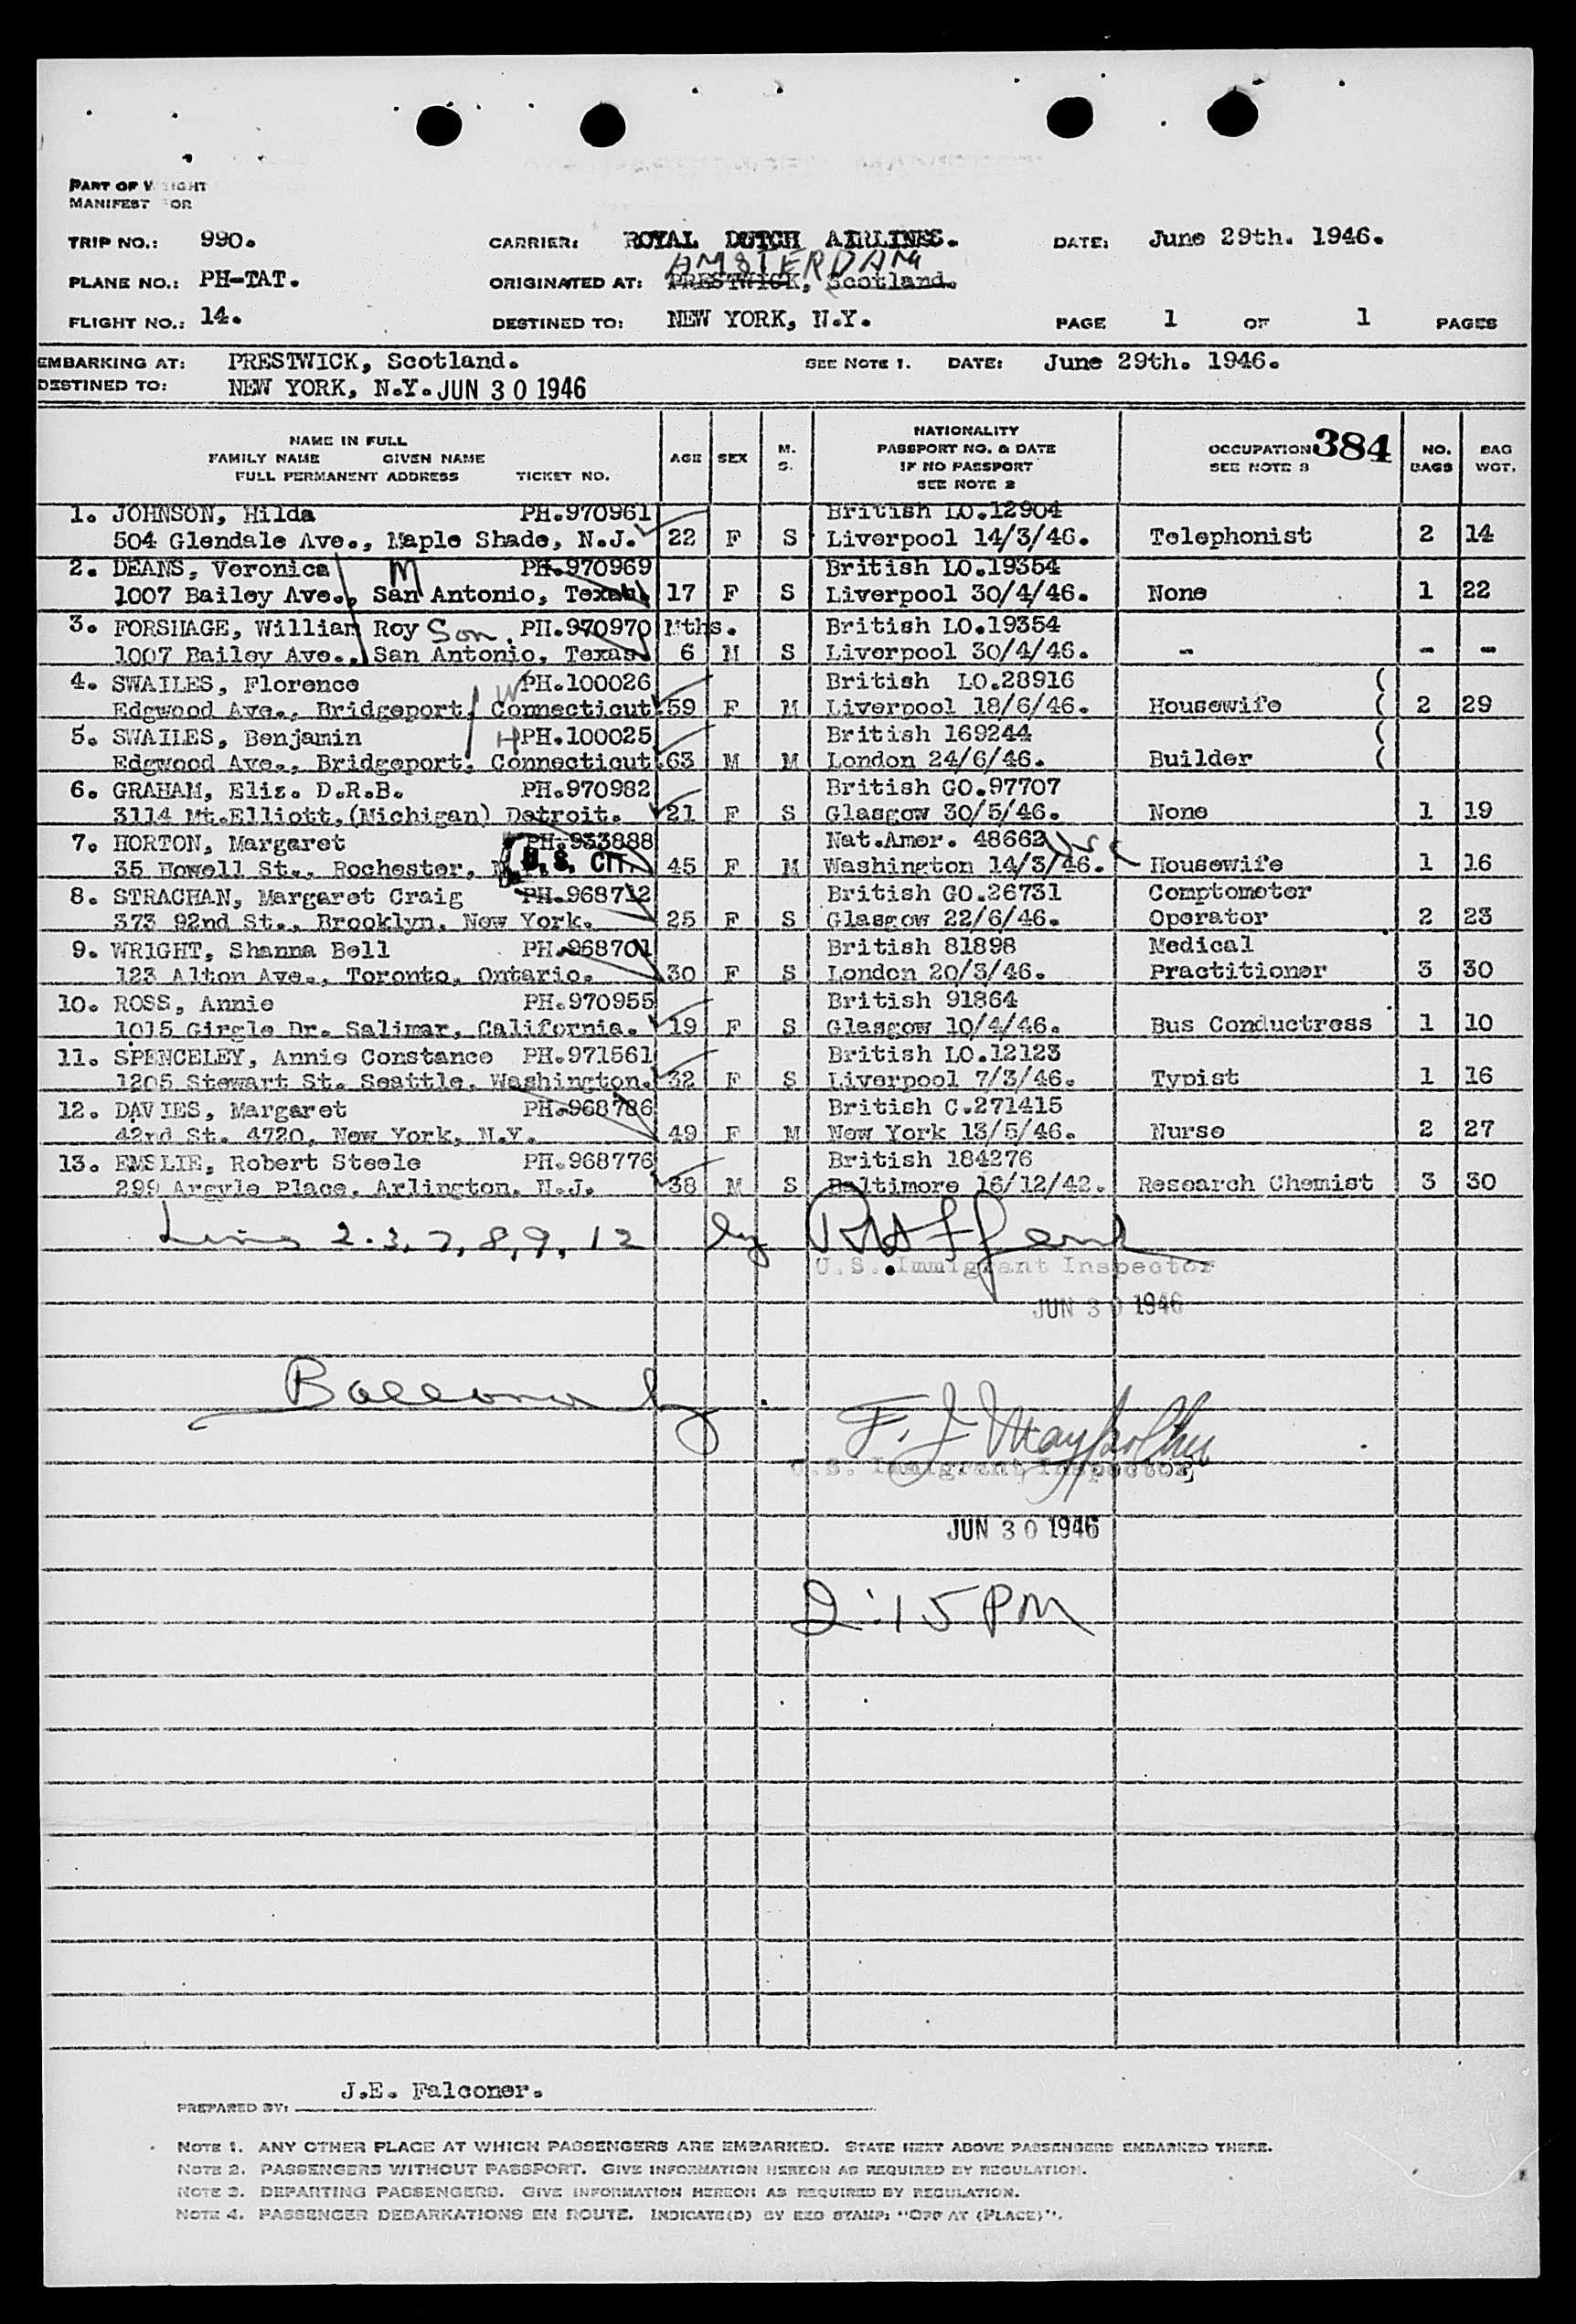 PART OF
MANIFEST OR
TRIP NO.: 990. CARRIER: ROYAL DUTCH AIRLINES. DATE: June 29th. 1946.
AMSTERDAM
PLANE NO.: PH-TAT. ORIGINATED AT: PRESTWICK, Scotland.
FLIGHT NO.: 14. DESTINED TO: NEW YORK, N.Y. PAGE 1 OF 1 PAGES
EMBARKING AT: PRESTWICK, Scotland. SEE NOTE 1. DATE: June 29th. 1946.
DESTINED TO: NEW YORK, N.Y. JUN 30 1946
NAME IN FULL
FAMILY NAME GIVEN NAME
FULL PERMANENT ADDRESS TICKET NO.
AGE SEX M. S.
NATIONALITY
PASSPORT NO. & DATE
IF NO PASSPORT
SEE NOTE 2
OCCUPATION 384
SEE NOTE 3
NO. BAGS
BAG WGT.
1. JOHNSON, Hilda PH.970961 British LO.12904
504 Glendale Ave., Maple Shade, N.J. 22 F S Liverpool 14/3/46. Telephonist 2 14
2. DEANS, Veronica M PH.970969 British LO.19354
1007 Bailey Ave., San Antonio, Texas 17 F S Liverpool 30/4/46. None 1 22
3. FORSHAGE, William Roy Son PH.970970 Mths. British LO.19354
1007 Bailey Ave., San Antonio, Texas 6 M S Liverpool 30/4/46. - - -
4. SWAILES, Florence W PH.100026 British LO.28916 (
Edgwood Ave., Bridgeport, Connecticut. 59 F M Liverpool 18/6/46. Housewife ( 2 29
5. SWAILES, Benjamin H PH.100025 British 169244 (
Edgwood Ave., Bridgeport, Connecticut. 63 M M London 24/6/46. Builder (
6. GRAHAM, Eliz. D.R.B. PH.970982 British GO.97707
3114 Mt.Elliott.(Michigan) Detroit. 21 F S Glasgow 30/5/46. None 1 19
7. HORTON, Margaret PH.933888 Nat.Amer. 48662
35 Howell St., Rochester, U.S. CIT. 45 F M Washington 14/3/46. Housewife 1 16
8. STRACHAN, Margaret Craig PH.968712 British GO.26731 Comptometer
373 92nd St., Brooklyn, New York. 25 F S Glasgow 22/6/46. Operator 2 23
9. WRIGHT, Shanna Bell PH.968701 British 81898 Medical
123 Alton Ave., Toronto, Ontario. 30 F S London 20/3/46. Practitioner 3 30
10. ROSS, Annie PH.970955 British 91864
1015 Girgle Dr. Salimar, California. 19 F S Glasgow 10/4/46. Bus Conductress 1 10
11. SPENCELEY, Annie Constance PH.971561 British LO.12123
1205 Stewart St. Seattle, Washington. 32 F S Liverpool 7/3/46. Typist 1 16
12. DAVIES, Margaret PH.968786 British C.271415
42nd St. 4720, New York, N.Y. 49 F M New York 13/5/46. Nurse 2 27
13. EMSLIE, Robert Steele PH.968776 British 184276
299 Argyle Place, Arlington, N.J. 38 M S Baltimore 16/12/42. Research Chemist 3 30
Lines 2.3, 7, 8, 9, 12 by
U.S. Immigrant Inspector
JUN 30 1946
by F. J.
U.S. Immigrant Inspector
JUN 30 1946
2:15 PM
J.E. Falconer.
PREPARED BY:
NOTE 1. ANY OTHER PLACE AT WHICH PASSENGERS ARE EMBARKED. STATE NEXT ABOVE PASSENGERS EMBARKED THERE.
NOTE 2. PASSENGERS WITHOUT PASSPORT. GIVE INFORMATION HEREON AS REQUIRED BY REGULATION.
NOTE 3. DEPARTING PASSENGERS. GIVE INFORMATION HEREON AS REQUIRED BY REGULATION.
NOTE 4. PASSENGER DEBARKATIONS EN ROUTE. INDICATE(D) BY RED STAMP: "OFF AT (PLACE)".